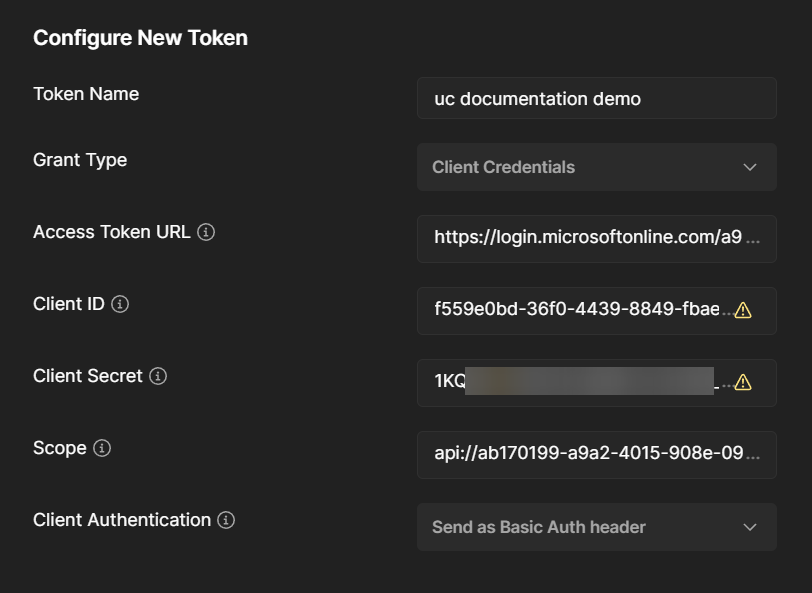 Configure New Token
Token Name
uc documentation demo
Grant Type
Client Credentials
Access Token URL
https://login.microsoftonline.com/a9...
Client ID
f559e0bd-36f0-4439-8849-fbae...
Client Secret
1KQ _...
Scope
api://ab170199-a9a2-4015-908e-09...
Client Authentication
Send as Basic Auth header